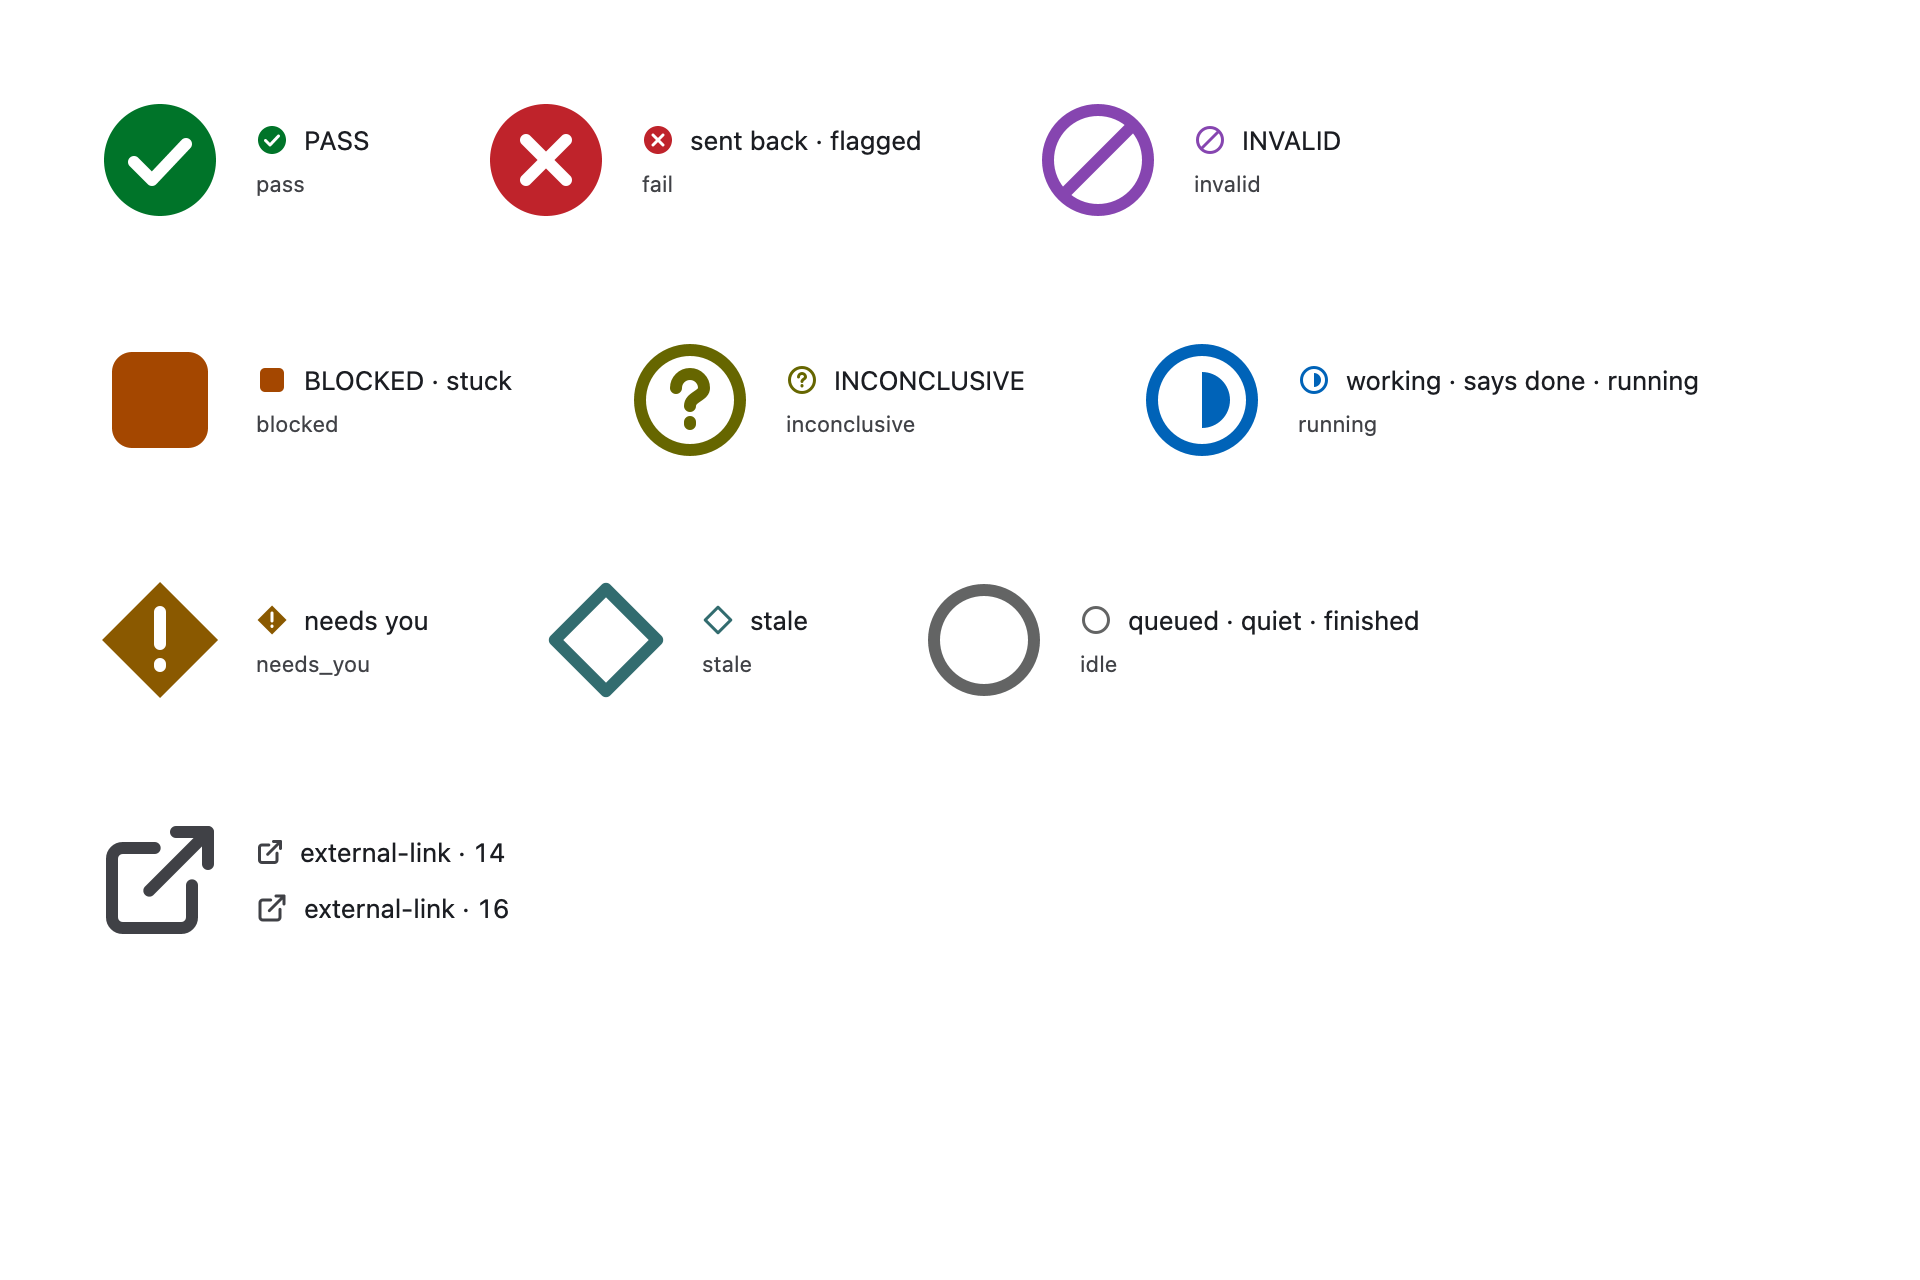 PASS
pass
sent back · flagged
fail
INVALID
invalid
BLOCKED · stuck
blocked
? ? INCONCLUSIVE
inconclusive
working · says done · running
running
! ! needs you
needs_you
stale
stale
queued · quiet · finished
idle
external-link · 14
external-link · 16